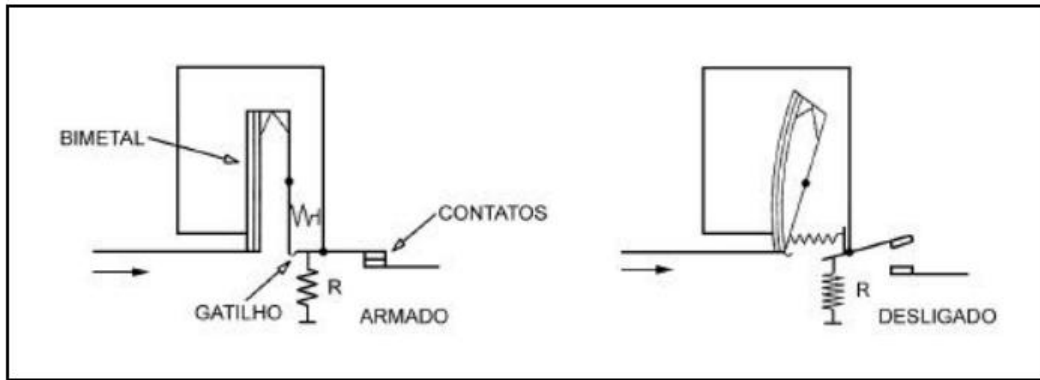 BIMETAL
CONTATOS
GATILHO
R
ARMADO
R
DESLIGADO